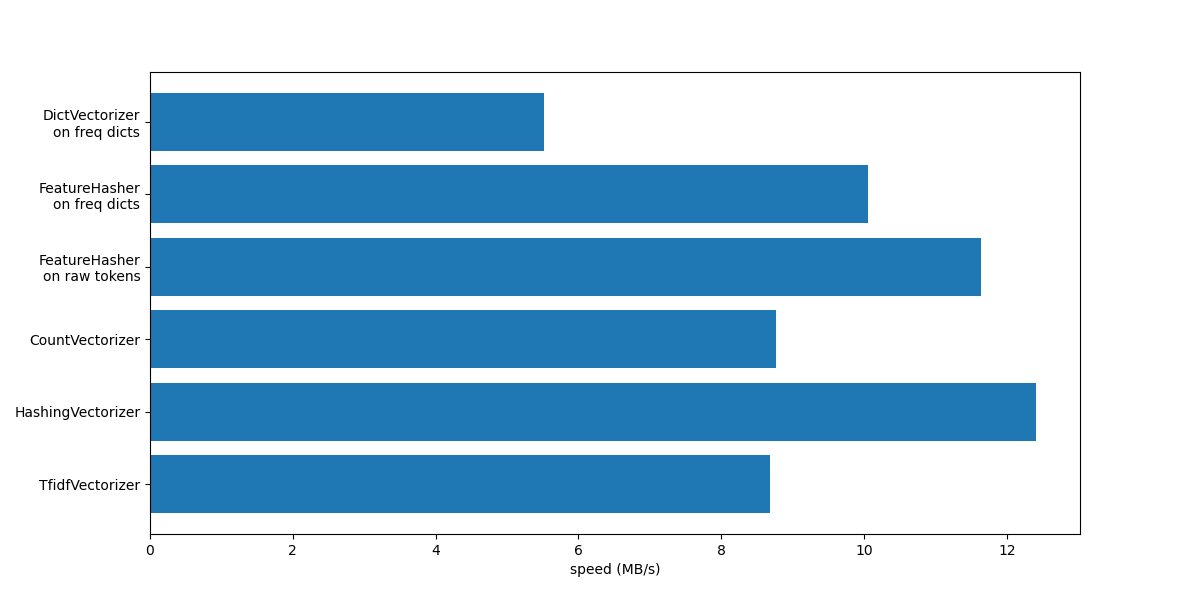 DictVectorizer
on freq dicts
FeatureHasher
on freq dicts
FeatureHasher
on raw tokens
CountVectorizer
HashingVectorizer
TfidfVectorizer
0 2 4 6 8 10 12
speed (MB/s)